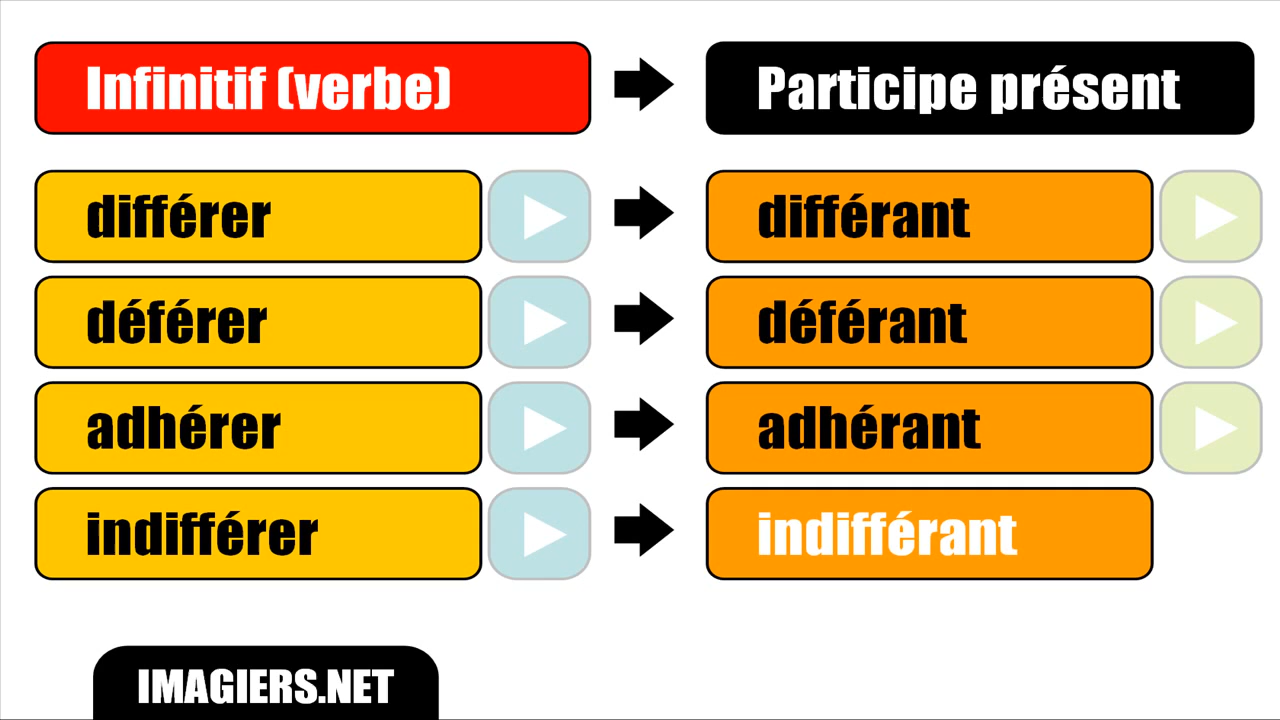 Infinitif (verbe)
Participe présent
différer
différant
déférer
déférant
adhérer
adhérant
indifférer
indifférant
IMAGIERS.NET